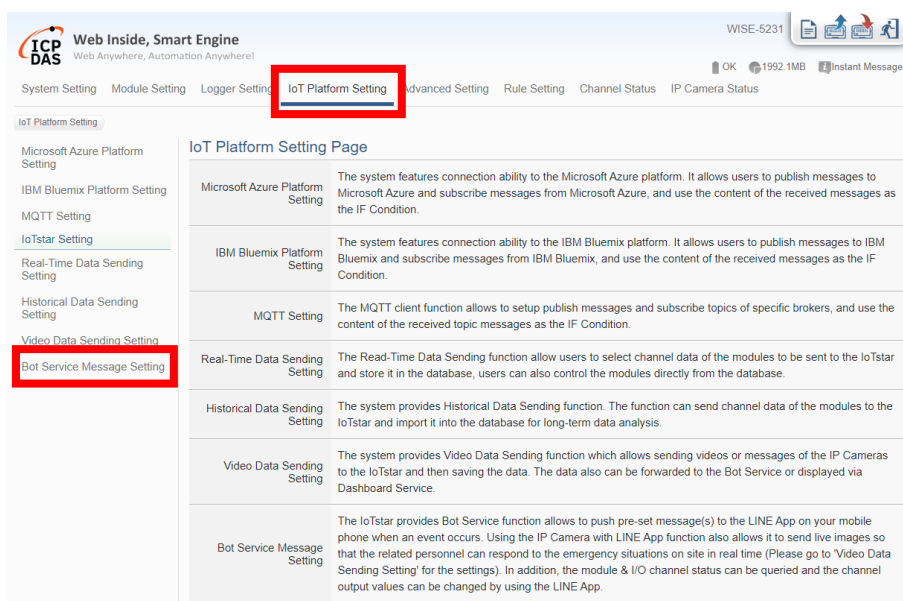 ICP
DAS
Web Inside, Smart Engine
Web Anywhere, Automation Anywhere!
WISE-5231
OK 1992.1MB Instant Message
System Setting Module Setting Logger Setting IoT Platform Setting Advanced Setting Rule Setting Channel Status IP Camera Status
IoT Platform Setting
Microsoft Azure Platform
Setting
IBM Bluemix Platform Setting
MQTT Setting
IoTstar Setting
Real-Time Data Sending
Setting
Historical Data Sending
Setting
Video Data Sending Setting
Bot Service Message Setting
IoT Platform Setting Page
Microsoft Azure Platform
Setting
The system features connection ability to the Microsoft Azure platform. It allows users to publish messages to
Microsoft Azure and subscribe messages from Microsoft Azure, and use the content of the received messages as
the IF Condition.
IBM Bluemix Platform
Setting
The system features connection ability to the IBM Bluemix platform. It allows users to publish messages to IBM
Bluemix and subscribe messages from IBM Bluemix, and use the content of the received messages as the IF
Condition.
MQTT Setting
The MQTT client function allows to setup publish messages and subscribe topics of specific brokers, and use the
content of the received topic messages as the IF Condition.
Real-Time Data Sending
Setting
The Read-Time Data Sending function allow users to select channel data of the modules to be sent to the IoTstar
and store it in the database, users can also control the modules directly from the database.
Historical Data Sending
Setting
The system provides Historical Data Sending function. The function can send channel data of the modules to the
IoTstar and import it into the database for long-term data analysis.
Video Data Sending
Setting
The system provides Video Data Sending function which allows sending videos or messages of the IP Cameras
to the IoTstar and then saving the data. The data also can be forwarded to the Bot Service or displayed via
Dashboard Service.
Bot Service Message
Setting
The IoTstar provides Bot Service function allows to push pre-set message(s) to the LINE App on your mobile
phone when an event occurs. Using the IP Camera with LINE App function also allows it to send live images so
that the related personnel can respond to the emergency situations on site in real time (Please go to 'Video Data
Sending Setting' for the settings). In addition, the module & I/O channel status can be queried and the channel
output values can be changed by using the LINE App.